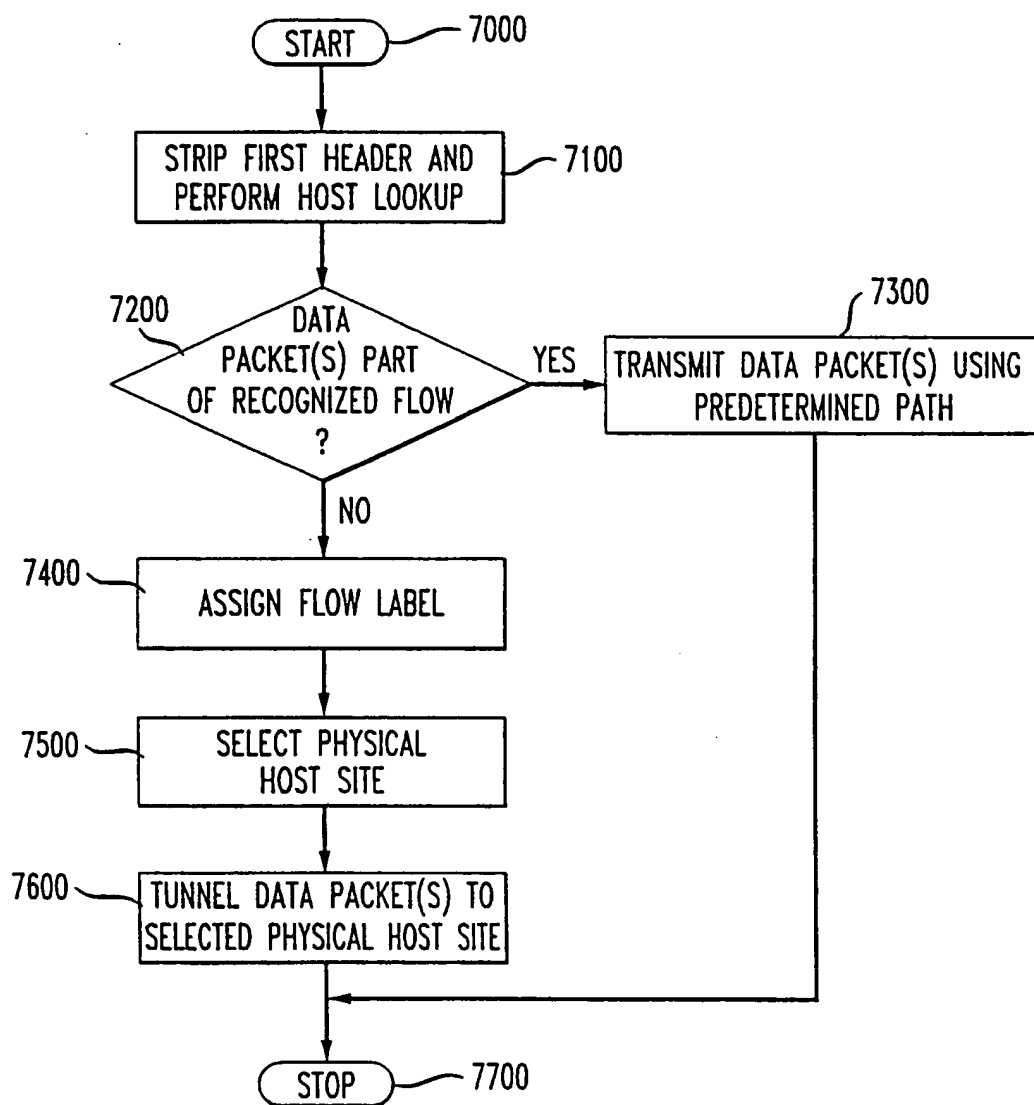 START
7000
STRIP FIRST HEADER AND
PERFORM HOST LOOKUP
7100
7200
DATA
PACKET(S) PART
OF RECOGNIZED FLOW
?
YES
7300
TRANSMIT DATA PACKET(S) USING
PREDETERMINED PATH
NO
7400
ASSIGN FLOW LABEL
7500
SELECT PHYSICAL
HOST SITE
7600
TUNNEL DATA PACKET(S) TO
SELECTED PHYSICAL HOST SITE
STOP
7700